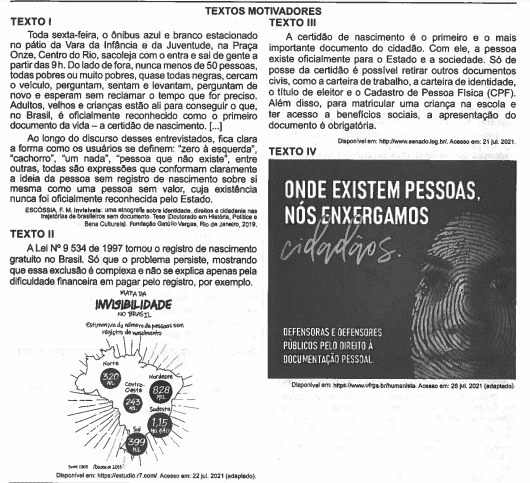 TEXTOS MOTIVADORES
TEXTO I
Toda sexta-feira, o ônibus azul e branco estacionado
no pátio da Vara da Infância e da Juventude, na Praça
Onze, Centro do Rio, sacoleja com o entra e sai de gente a
partir das 9h. Do lado de fora, nunca menos de 50 pessoas,
todas pobres ou muito pobres, quase todas negras, cercam
o veículo, perguntam, sentam e levantam, perguntam de
novo e esperam sem reclamar o tempo que for preciso.
Adultos, velhos e crianças estão ali para conseguir o que,
no Brasil, é oficialmente reconhecido como o primeiro
documento da vida – a certidão de nascimento. [...]
Ao longo do discurso desses entrevistados, fica clara
a forma como os usuários se definem: "zero à esquerda",
"cachorro", "um nada", "pessoa que não existe", entre
outras, todas são expressões que conformam claramente
a ideia da pessoa sem registro de nascimento sobre si
mesma como uma pessoa sem valor, cuja existência
nunca foi oficialmente reconhecida pelo Estado.
ESCÓSSIA, F. M. Invisíveis: uma etnografia sobre identidade, direitos e cidadania nas
trajetórias de brasileiros sem documento. Tese (Doutorado em História, Política e
Bens Culturais). Fundação Getúlio Vargas, Rio de Janeiro, 2019.
TEXTO II
A Lei Nº 9 534 de 1997 tornou o registro de nascimento
gratuito no Brasil. Só que o problema persiste, mostrando
que essa exclusão é complexa e não se explica apenas pela
dificuldade financeira em pagar pelo registro, por exemplo.
MAPA DA
INVISIBILIDADE
NO BRASIL
Estimativa do número de pessoas sem
registro de nascimento
Norte
320
MIL
Nordeste
828
MIL
Centro-
Oeste
243
MIL
Sudeste
1,15
MILHÃO
Sul
399
MIL
Disponível em: https://estudio.r7.com/ Acesso em: 22 jul. 2021 (adaptado).
TEXTO III
A certidão de nascimento é o primeiro e o mais
importante documento do cidadão. Com ele, a pessoa
existe oficialmente para o Estado e a sociedade. Só de
posse da certidão é possível retirar outros documentos
civis, como a carteira de trabalho, a carteira de identidade,
o título de eleitor e o Cadastro de Pessoa Física (CPF).
Além disso, para matricular uma criança na escola e
ter acesso a benefícios sociais, a apresentação do
documento é obrigatória.
Disponível em: http://www.senado.leg.br/. Acesso em: 21 jul. 2021.
TEXTO IV
ONDE EXISTEM PESSOAS,
NÓS ENXERGAMOS
cidadãos.
DEFENSORAS E DEFENSORES
PÚBLICOS PELO DIREITO À
DOCUMENTAÇÃO PESSOAL.
Disponível em: https://www.ufrgs.br/humanista. Acesso em: 26 jul. 2021 (adaptado).